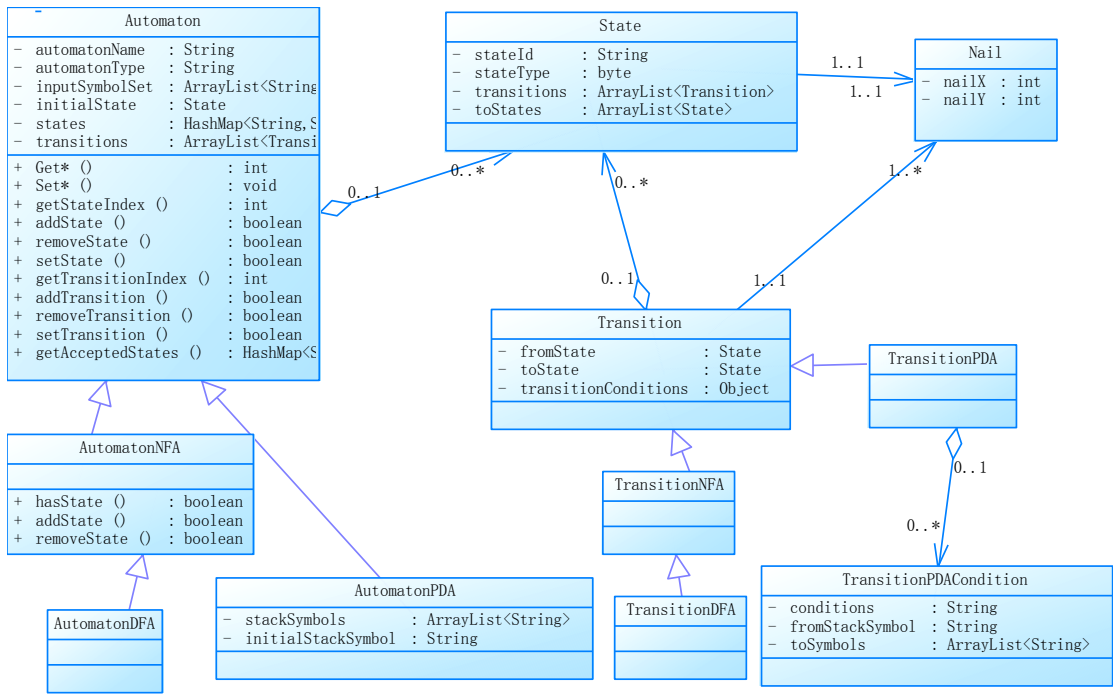 Automaton
- automatonName : String
- automatonType : String
- inputSymbolSet : ArrayList<String
- initialState : State
- states : HashMap<String,S
- transitions : ArrayList<Transi
+ Get* () : int
+ Set* () : void
+ getStateIndex () : int
+ addState () : boolean
+ removeState () : boolean
+ setState () : boolean
+ getTransitionIndex () : int
+ addTransition () : boolean
+ removeTransition () : boolean
+ setTransition () : boolean
+ getAcceptedStates () : HashMap<S
State
- stateId : String
- stateType : byte
- transitions : ArrayList<Transition>
- toStates : ArrayList<State>
1..1
1..1
Nail
- nailX : int
- nailY : int
0..1
0..*
0..*
0..1
1..*
1..1
Transition
- fromState : State
- toState : State
- transitionConditions : Object
TransitionPDA
0..1
0..*
AutomatonNFA
+ hasState () : boolean
+ addState () : boolean
+ removeState () : boolean
TransitionNFA
AutomatonDFA
AutomatonPDA
- stackSymbols : ArrayList<String>
- initialStackSymbol : String
TransitionDFA
TransitionPDACondition
- conditions : String
- fromStackSymbol : String
- toSymbols : ArrayList<String>